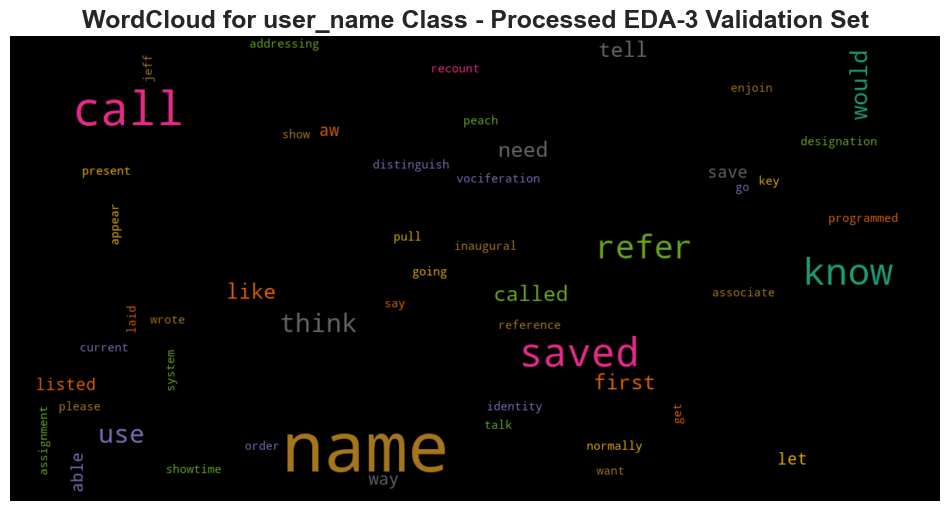 WordCloud for user_name Class - Processed EDA-3 Validation Set
addressing
tell
jeff
recount
would
enjoin
call
peach
show
aw
designation
need
distinguish
present
save
vociferation
key
go
appear
programmed
pull
inaugural
refer
going
know
like
called
associate
say
laid
wrote
think
reference
current
saved
system
listed
first
please
identity
get
assignment
talk
use
order
name
normally
able
let
showtime
way
want